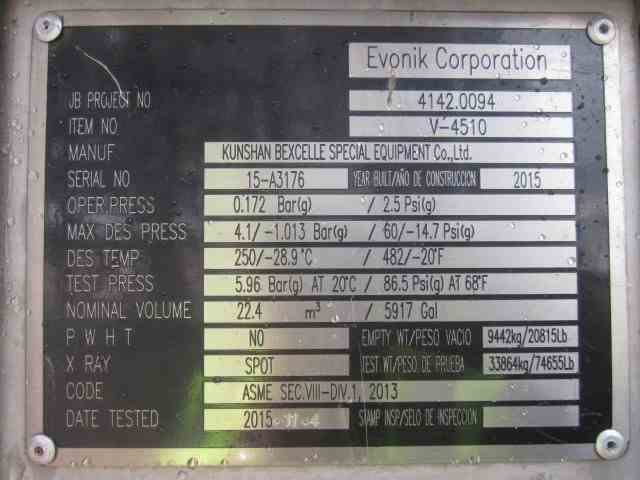 Evonik Corporation
JB PROJECT NO 4142.0094
ITEM NO V-4510
MANUF KUNSHAN BEXCELLE SPECIAL EQUIPMENT Co.,Ltd.
SERIAL NO 15-A3176 YEAR BUILT/AÑO DE CONSTRUCCION 2015
OPER PRESS 0.172 Bar(g) / 2.5 Psi(g)
MAX DES PRESS 4.1/-1.013 Bar(g) / 60/-14.7 Psi(g)
DES TEMP 250/-28.9°C / 482/-20°F
TEST PRESS 5.96 Bar(g) AT 20°C / 86.5 Psi(g) AT 68°F
NOMINAL VOLUME 22.4 m³ / 5917 Gal
P W H T NO EMPTY WT/PESO VACIO 9442kg/20815Lb
X RAY SPOT TEST WT/PESO DE PRUEBA 33864kg/74655Lb
CODE ASME SEC.VIII-DIV.1, 2013
DATE TESTED 2015 STAMP INSP/SELO DE INSPECCION